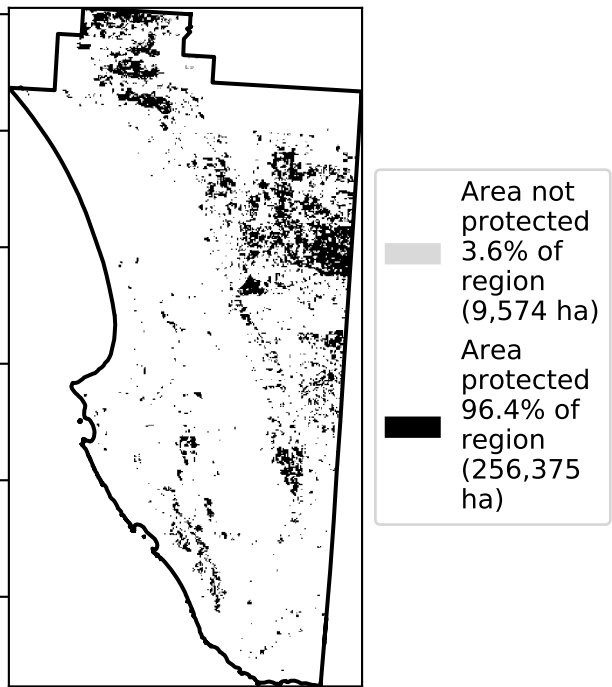 Area not
protected
3.6% of
region
(9,574 ha)
Area
protected
96.4% of
region
(256,375
ha)